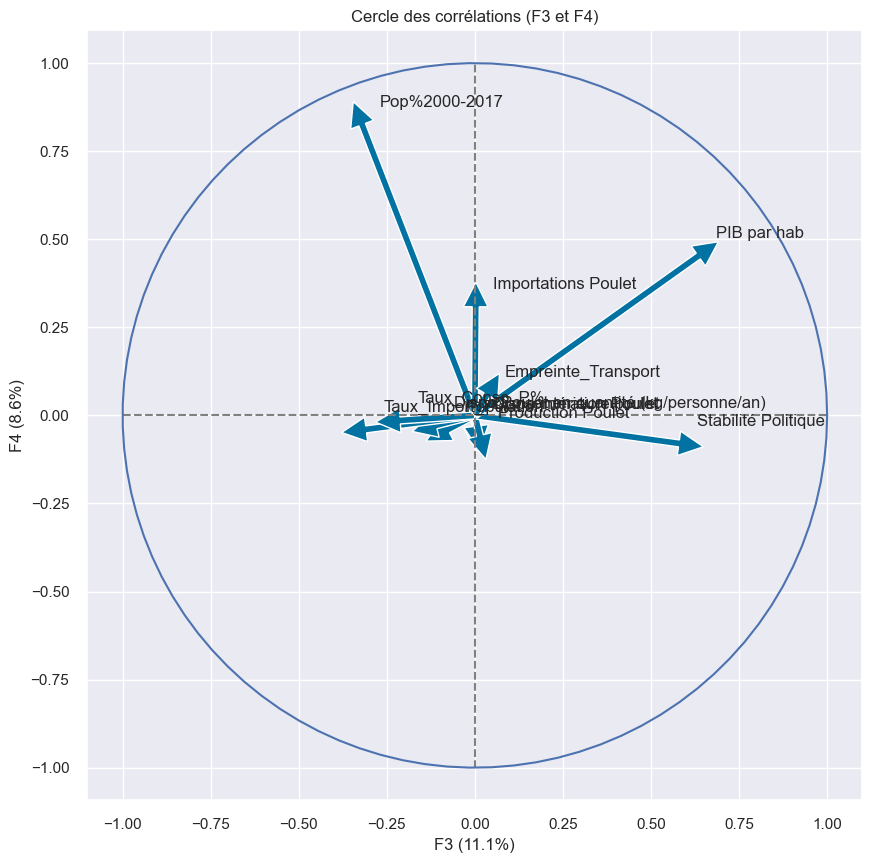 Cercle des corrélations (F3 et F4)
1.00
0.75
0.50
0.25
0.00
−0.25
−0.50
−0.75
−1.00
F4 (8.6%)
Pop%2000-2017
PIB par hab
Importations Poulet
Empreinte_Transport
Taux_Conso_P%
Taux_Import
/personne/an)
Production Poulet
Stabilité Politique
−1.00
−0.75
−0.50
−0.25
0.00
0.25
0.50
0.75
1.00
F3 (11.1%)